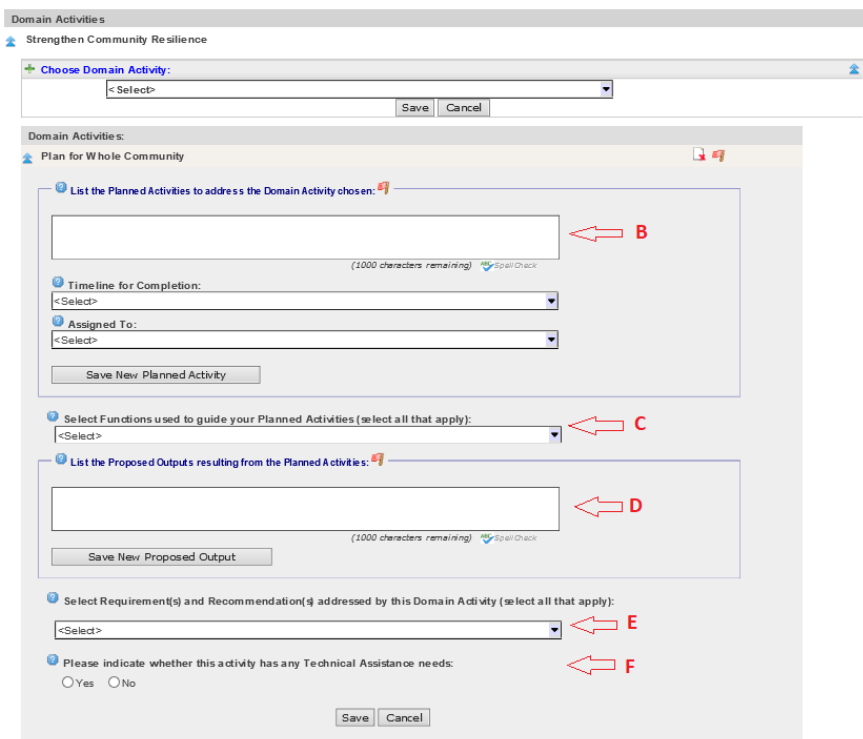 Domain Activities
Strengthen Community Resilience
Choose Domain Activity:
<Select>
Save Cancel
Domain Activities:
Plan for Whole Community
List the Planned Activities to address the Domain Activity chosen:
B
(1000 characters remaining) ABC SpellCheck
Timeline for Completion:
<Select>
Assigned To:
<Select>
Save New Planned Activity
Select Functions used to guide your Planned Activities (select all that apply):
C
<Select>
List the Proposed Outputs resulting from the Planned Activities:
D
(1000 characters remaining) ABC SpellCheck
Save New Proposed Output
Select Requirement(s) and Recommendation(s) addressed by this Domain Activity (select all that apply):
<Select>
E
Please indicate whether this activity has any Technical Assistance needs:
F
Yes No
Save Cancel